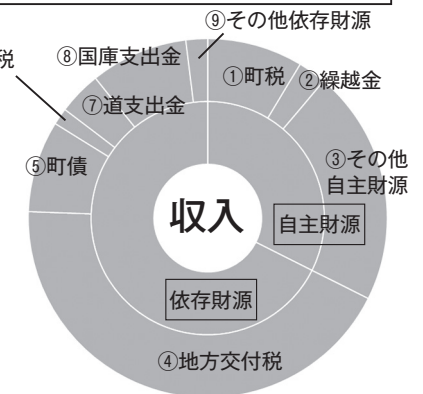 ⑨その他依存財源
⑧国庫支出金
税
①町税
②繰越金
⑦道支出金
③その他
自主財源
⑤町債
収入
自主財源
依存財源
④地方交付税